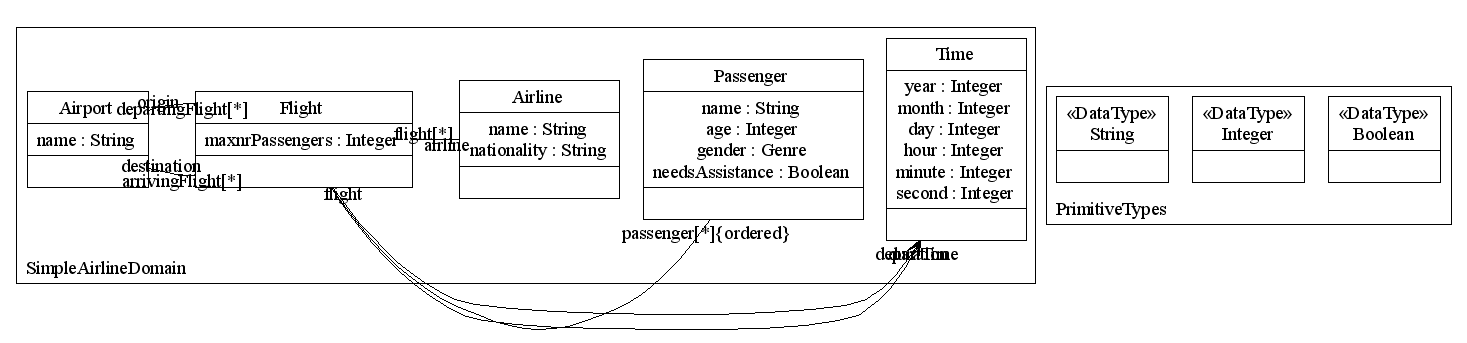 Airport
name : String
origin
departingFlight[*]
destination
arrivingFlight[*]
Flight
maxnrPassengers : Integer
flight
flight[*]
airline
Airline
name : String
nationality : String
Passenger
name : String
age : Integer
gender : Genre
needsAssistance : Boolean
passenger[*]{ordered}
Time
year : Integer
month : Integer
day : Integer
hour : Integer
minute : Integer
second : Integer
departTime
duration
SimpleAirlineDomain
«DataType»
String
«DataType»
Integer
«DataType»
Boolean
PrimitiveTypes